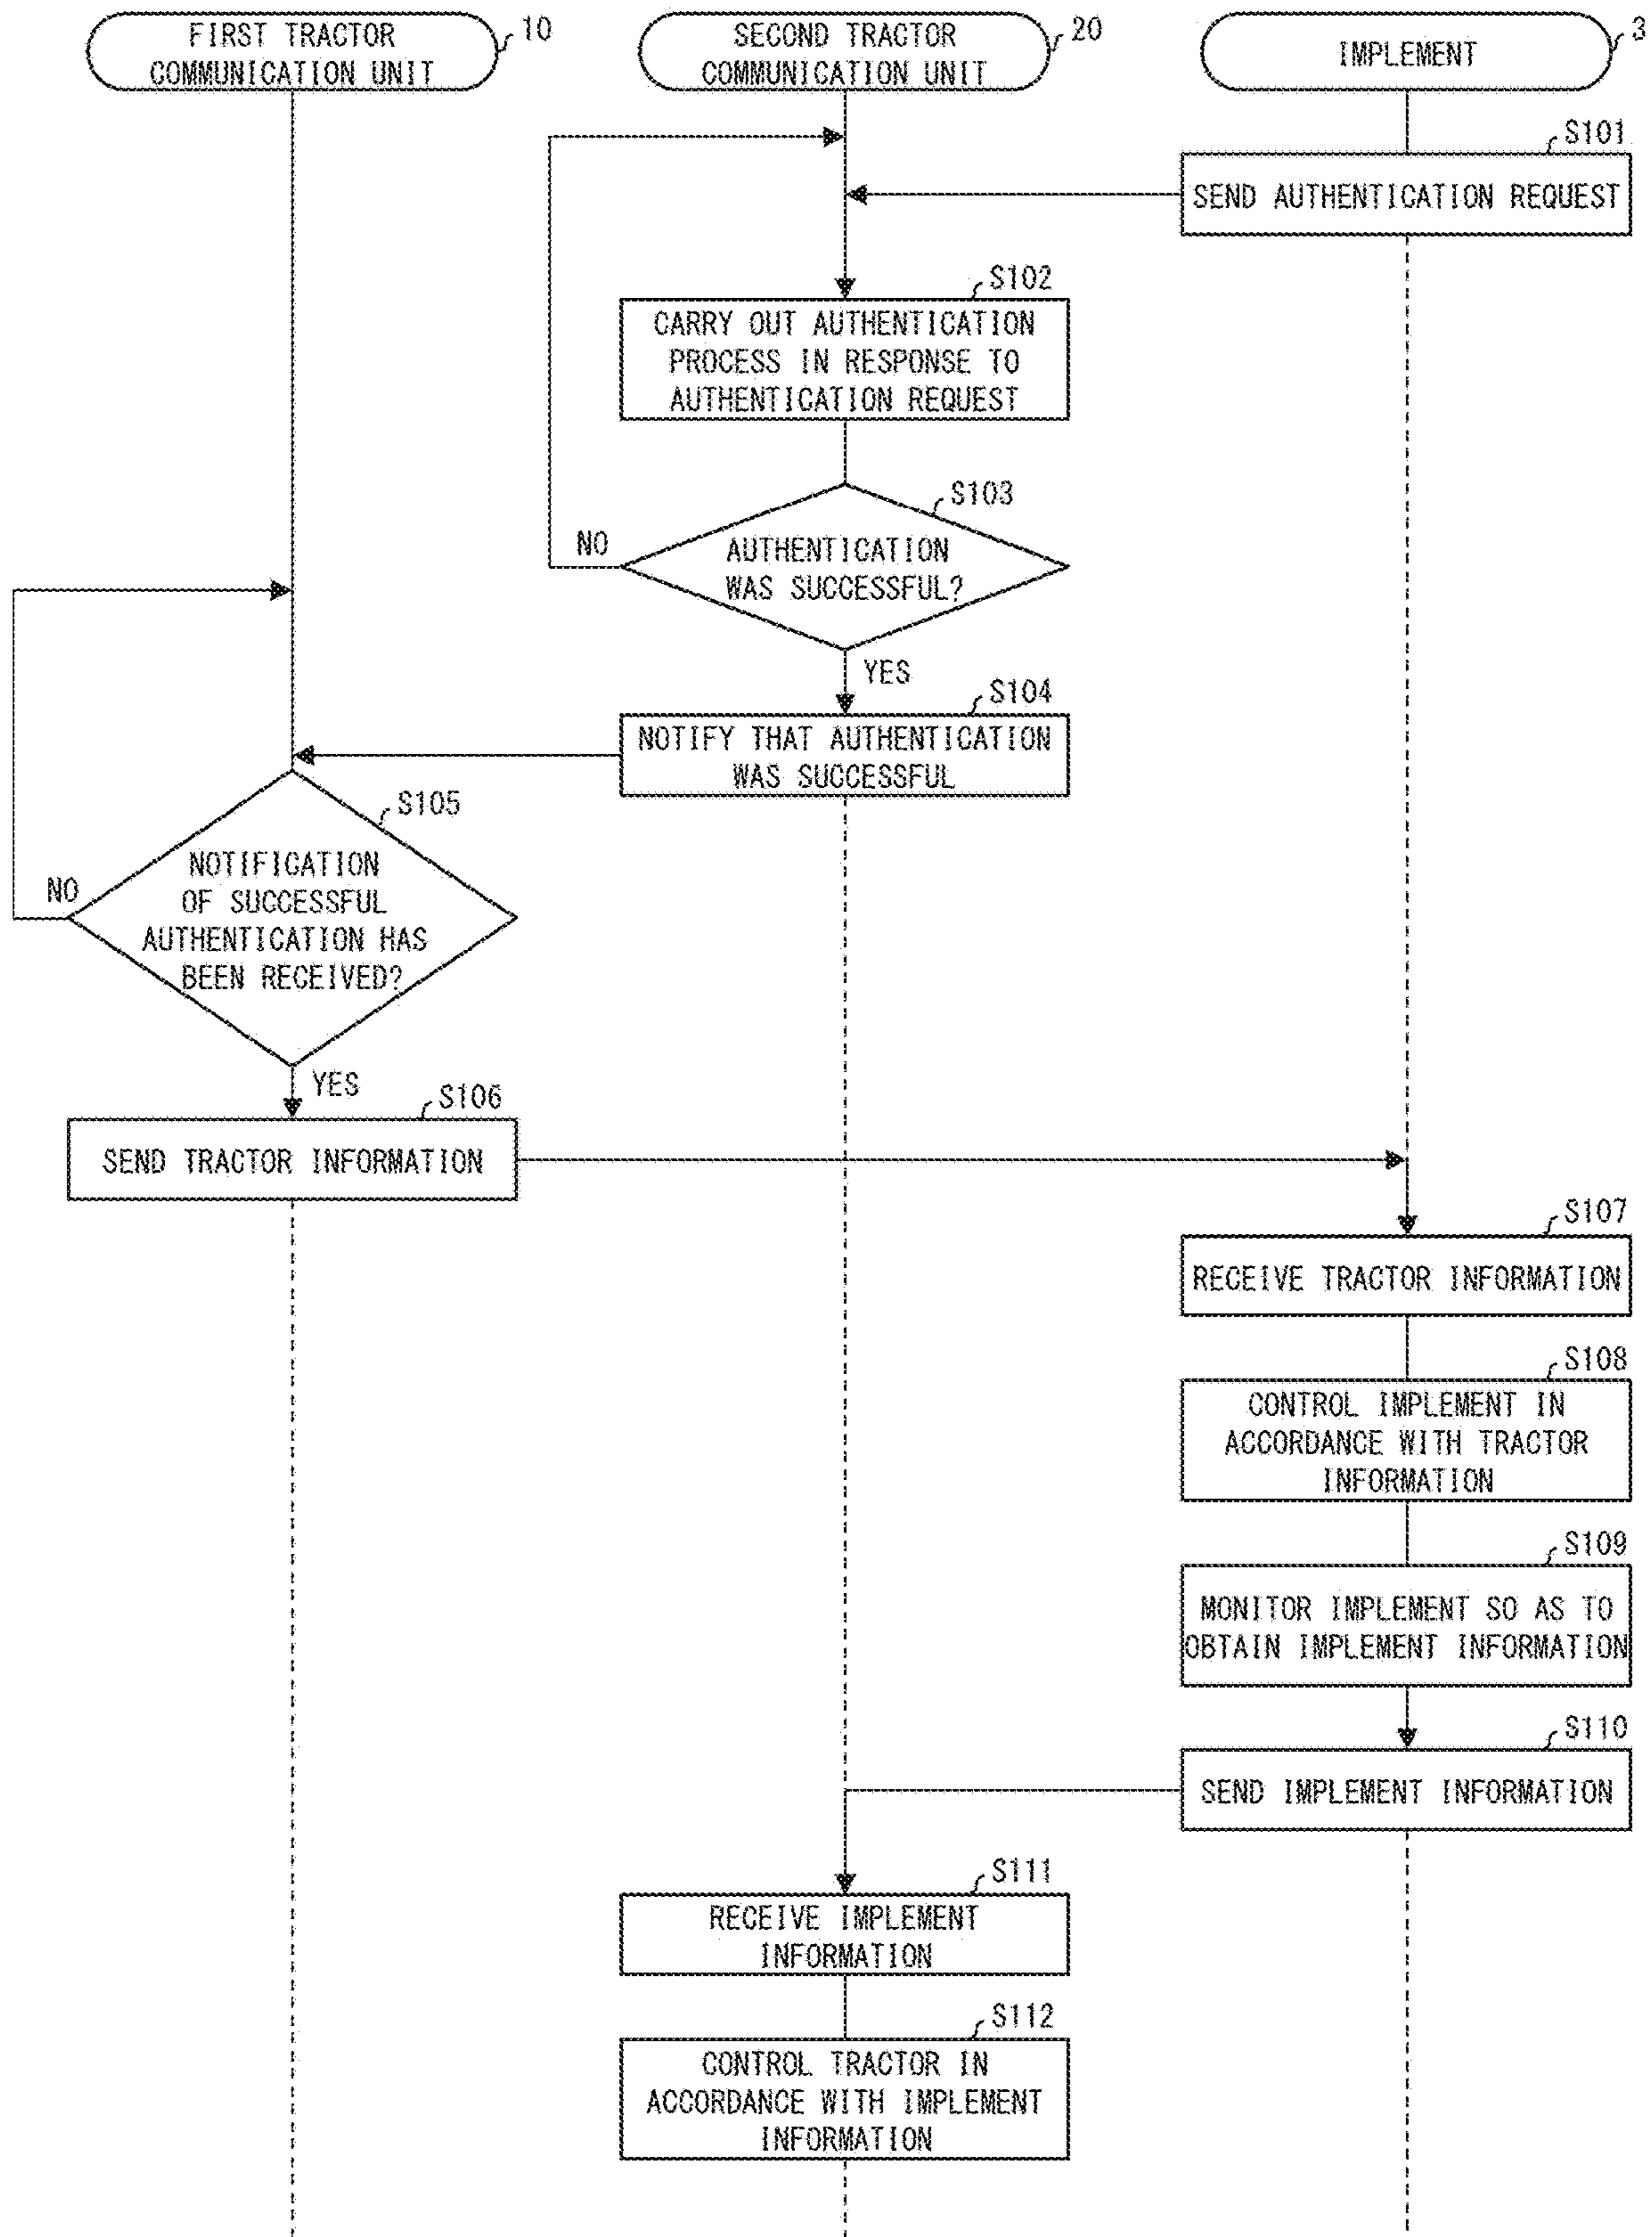 FIRST TRACTOR
COMMUNICATION UNIT
10
SECOND TRACTOR
COMMUNICATION UNIT
20
IMPLEMENT
3
S101
SEND AUTHENTICATION REQUEST
S102
CARRY OUT AUTHENTICATION
PROCESS IN RESPONSE TO
AUTHENTICATION REQUEST
S103
AUTHENTICATION
WAS SUCCESSFUL?
NO
YES
S104
NOTIFY THAT AUTHENTICATION
WAS SUCCESSFUL
S105
NOTIFICATION
OF SUCCESSFUL
AUTHENTICATION HAS
BEEN RECEIVED?
NO
YES
S106
SEND TRACTOR INFORMATION
S107
RECEIVE TRACTOR INFORMATION
S108
CONTROL IMPLEMENT IN
ACCORDANCE WITH TRACTOR
INFORMATION
S109
MONITOR IMPLEMENT SO AS TO
OBTAIN IMPLEMENT INFORMATION
S110
SEND IMPLEMENT INFORMATION
S111
RECEIVE IMPLEMENT
INFORMATION
S112
CONTROL TRACTOR IN
ACCORDANCE WITH IMPLEMENT
INFORMATION